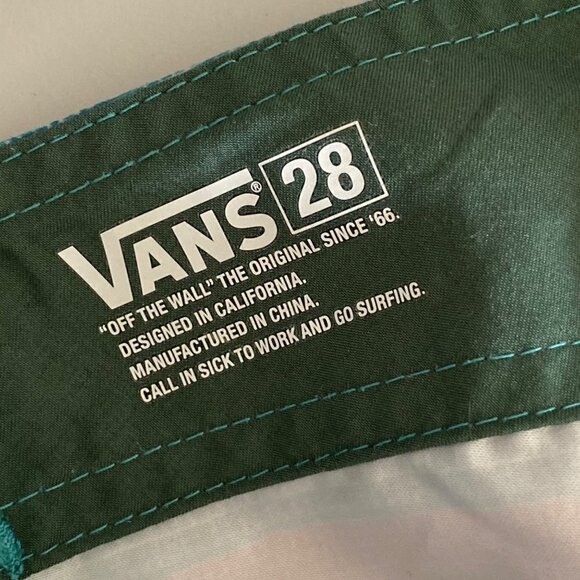 VANS® 28
"OFF THE WALL" THE ORIGINAL SINCE '66.
DESIGNED IN CALIFORNIA.
MANUFACTURED IN CHINA.
CALL IN SICK TO WORK AND GO SURFING.